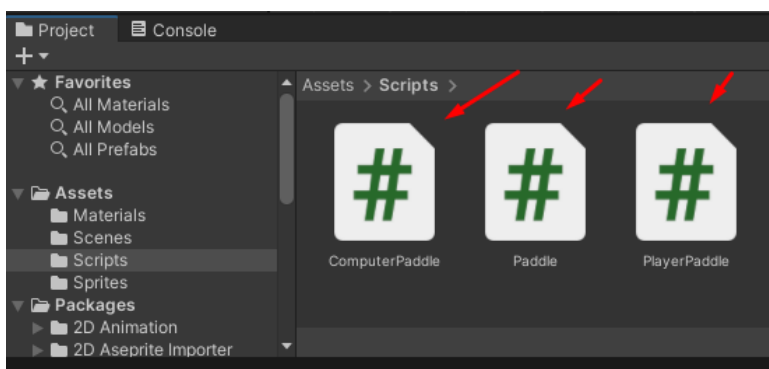 Project
Console
Favorites
All Materials
All Models
All Prefabs
Assets
Materials
Scenes
Scripts
Sprites
Packages
2D Animation
2D Aseprite Importer
Assets > Scripts >
# # #
ComputerPaddle Paddle PlayerPaddle